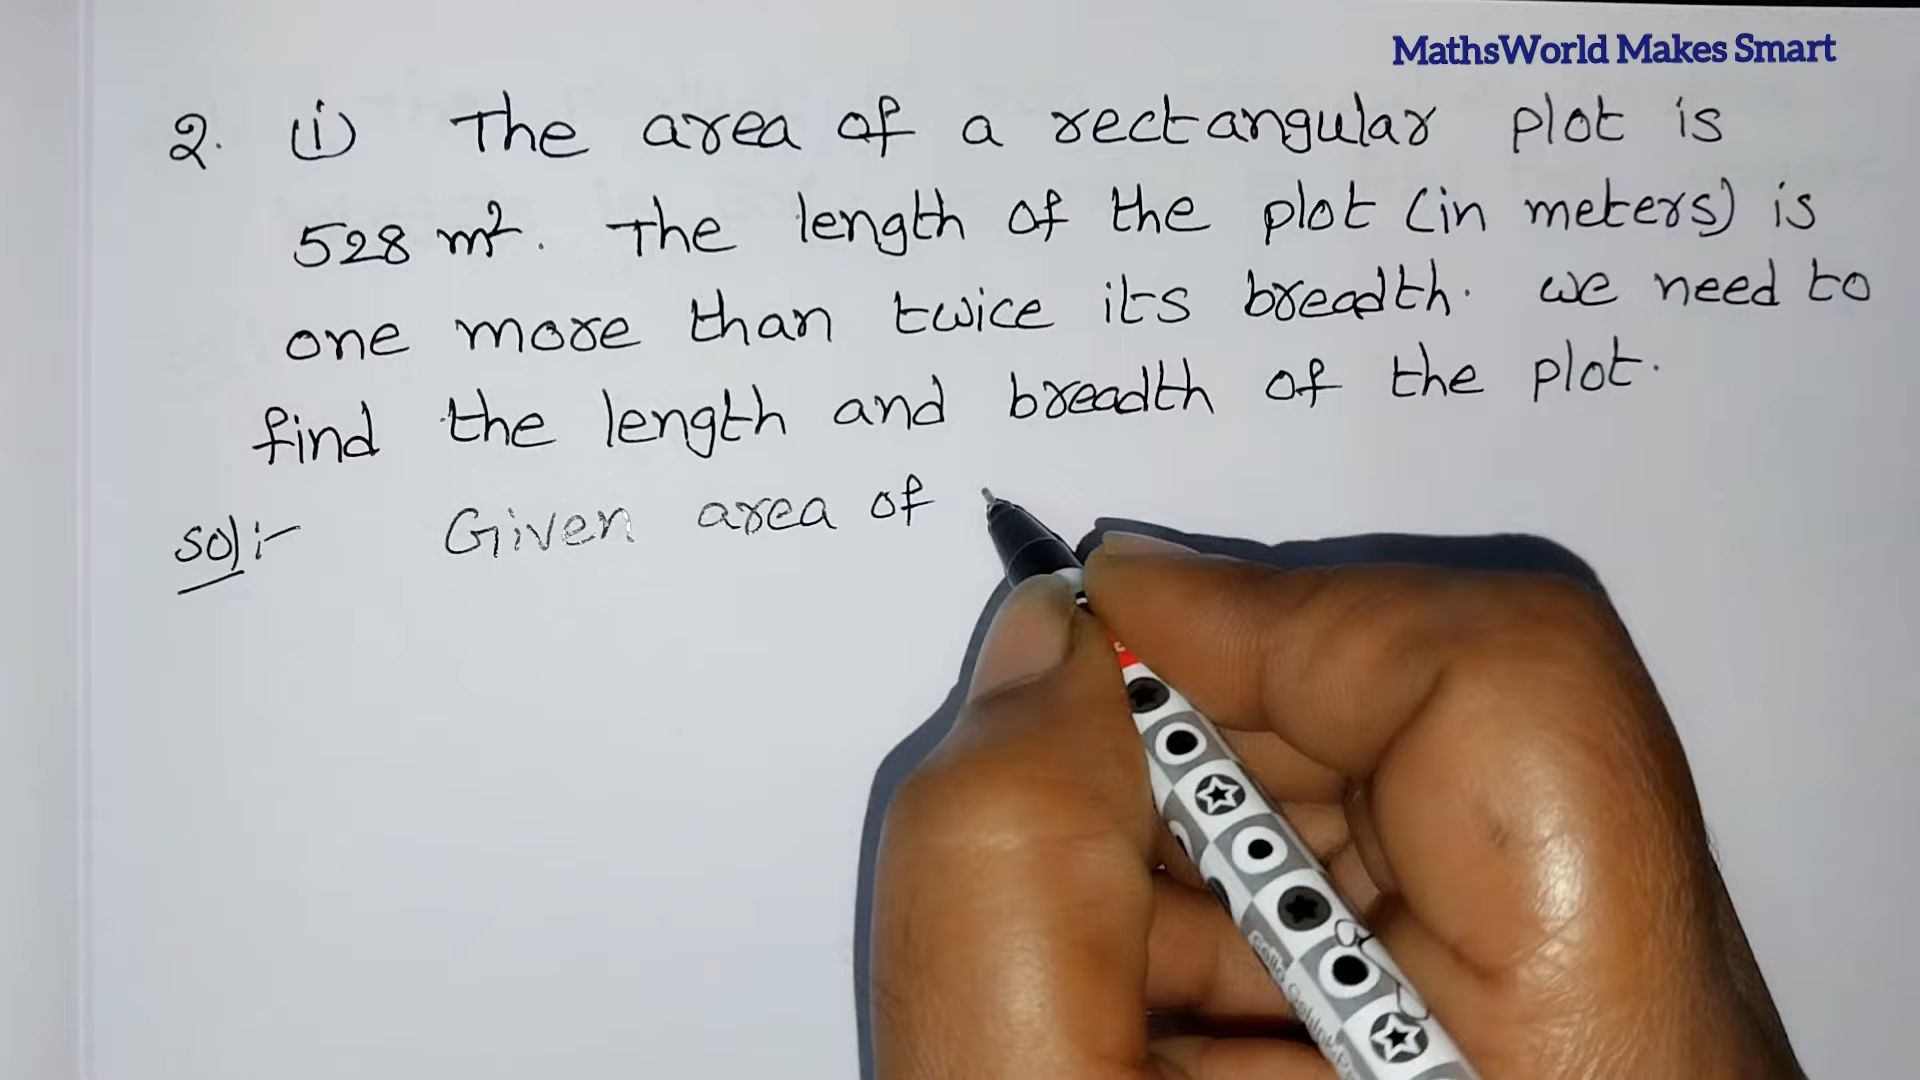 MathsWorld Makes Smart
2. (i) The area of a rectangular plot is
528 m². The length of the plot (in meters) is
one more than twice its breadth. we need to
find the length and breadth of the plot.
Sol:- Given area of